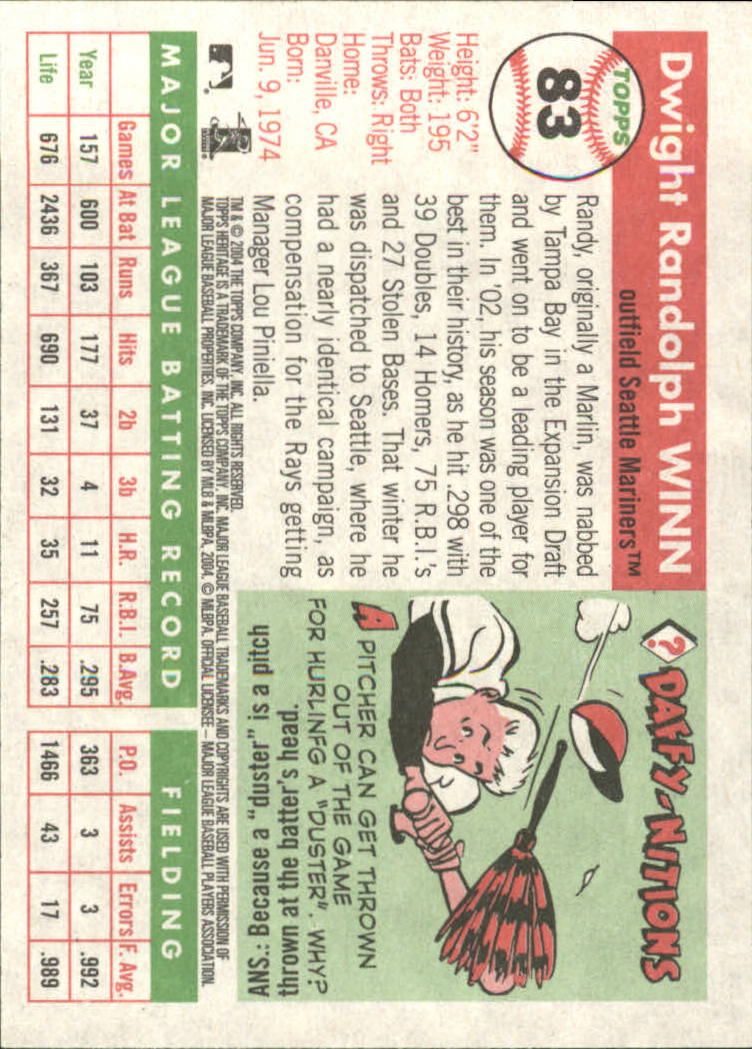 TOPPS
83
Dwight Randolph WINN
outfield Seattle Mariners™
Height: 6'2"
Weight: 195
Bats: Both
Throws: Right
Home:
Danville, CA
Born:
Jun. 9, 1974
Randy, originally a Marlin, was nabbed
by Tampa Bay in the Expansion Draft
and went on to be a leading player for
them. In '02, his season was one of the
best in their history, as he hit .298 with
39 Doubles, 14 Homers, 75 R.B.I.'s
and 27 Stolen Bases. That winter he
was dispatched to Seattle, where he
had a nearly identical campaign, as
compensation for the Rays getting
Manager Lou Piniella.
? DAFFY-NITIONS
A PITCHER CAN GET THROWN
OUT OF THE GAME
FOR HURLINFG A "DUSTER". WHY?
ANS.: Because a "duster" is a pitch
thrown at the batter's head.
TM & © 2004 THE TOPPS COMPANY, INC. ALL RIGHTS RESERVED.
TOPPS HERITAGE IS A TRADEMARK OF THE TOPPS COMPANY, INC. MAJOR LEAGUE BASEBALL TRADEMARKS AND COPYRIGHTS ARE USED WITH PERMISSION OF
MAJOR LEAGUE BASEBALL PROPERTIES, INC. LICENSED BY MLB & MLBPA, 2004. © MLBPA. OFFICIAL LICENSEE – MAJOR LEAGUE BASEBALL PLAYERS ASSOCIATION.
MAJOR LEAGUE BATTING RECORD FIELDING
Games At Bat Runs Hits 2b 3b H.R. R.B.I. B.Avg. P.O. Assists Errors F. Avg.
Year 157 600 103 177 37 4 11 75 .295 363 3 3 .992
Life 676 2436 367 690 131 32 35 257 .283 1466 43 17 .989